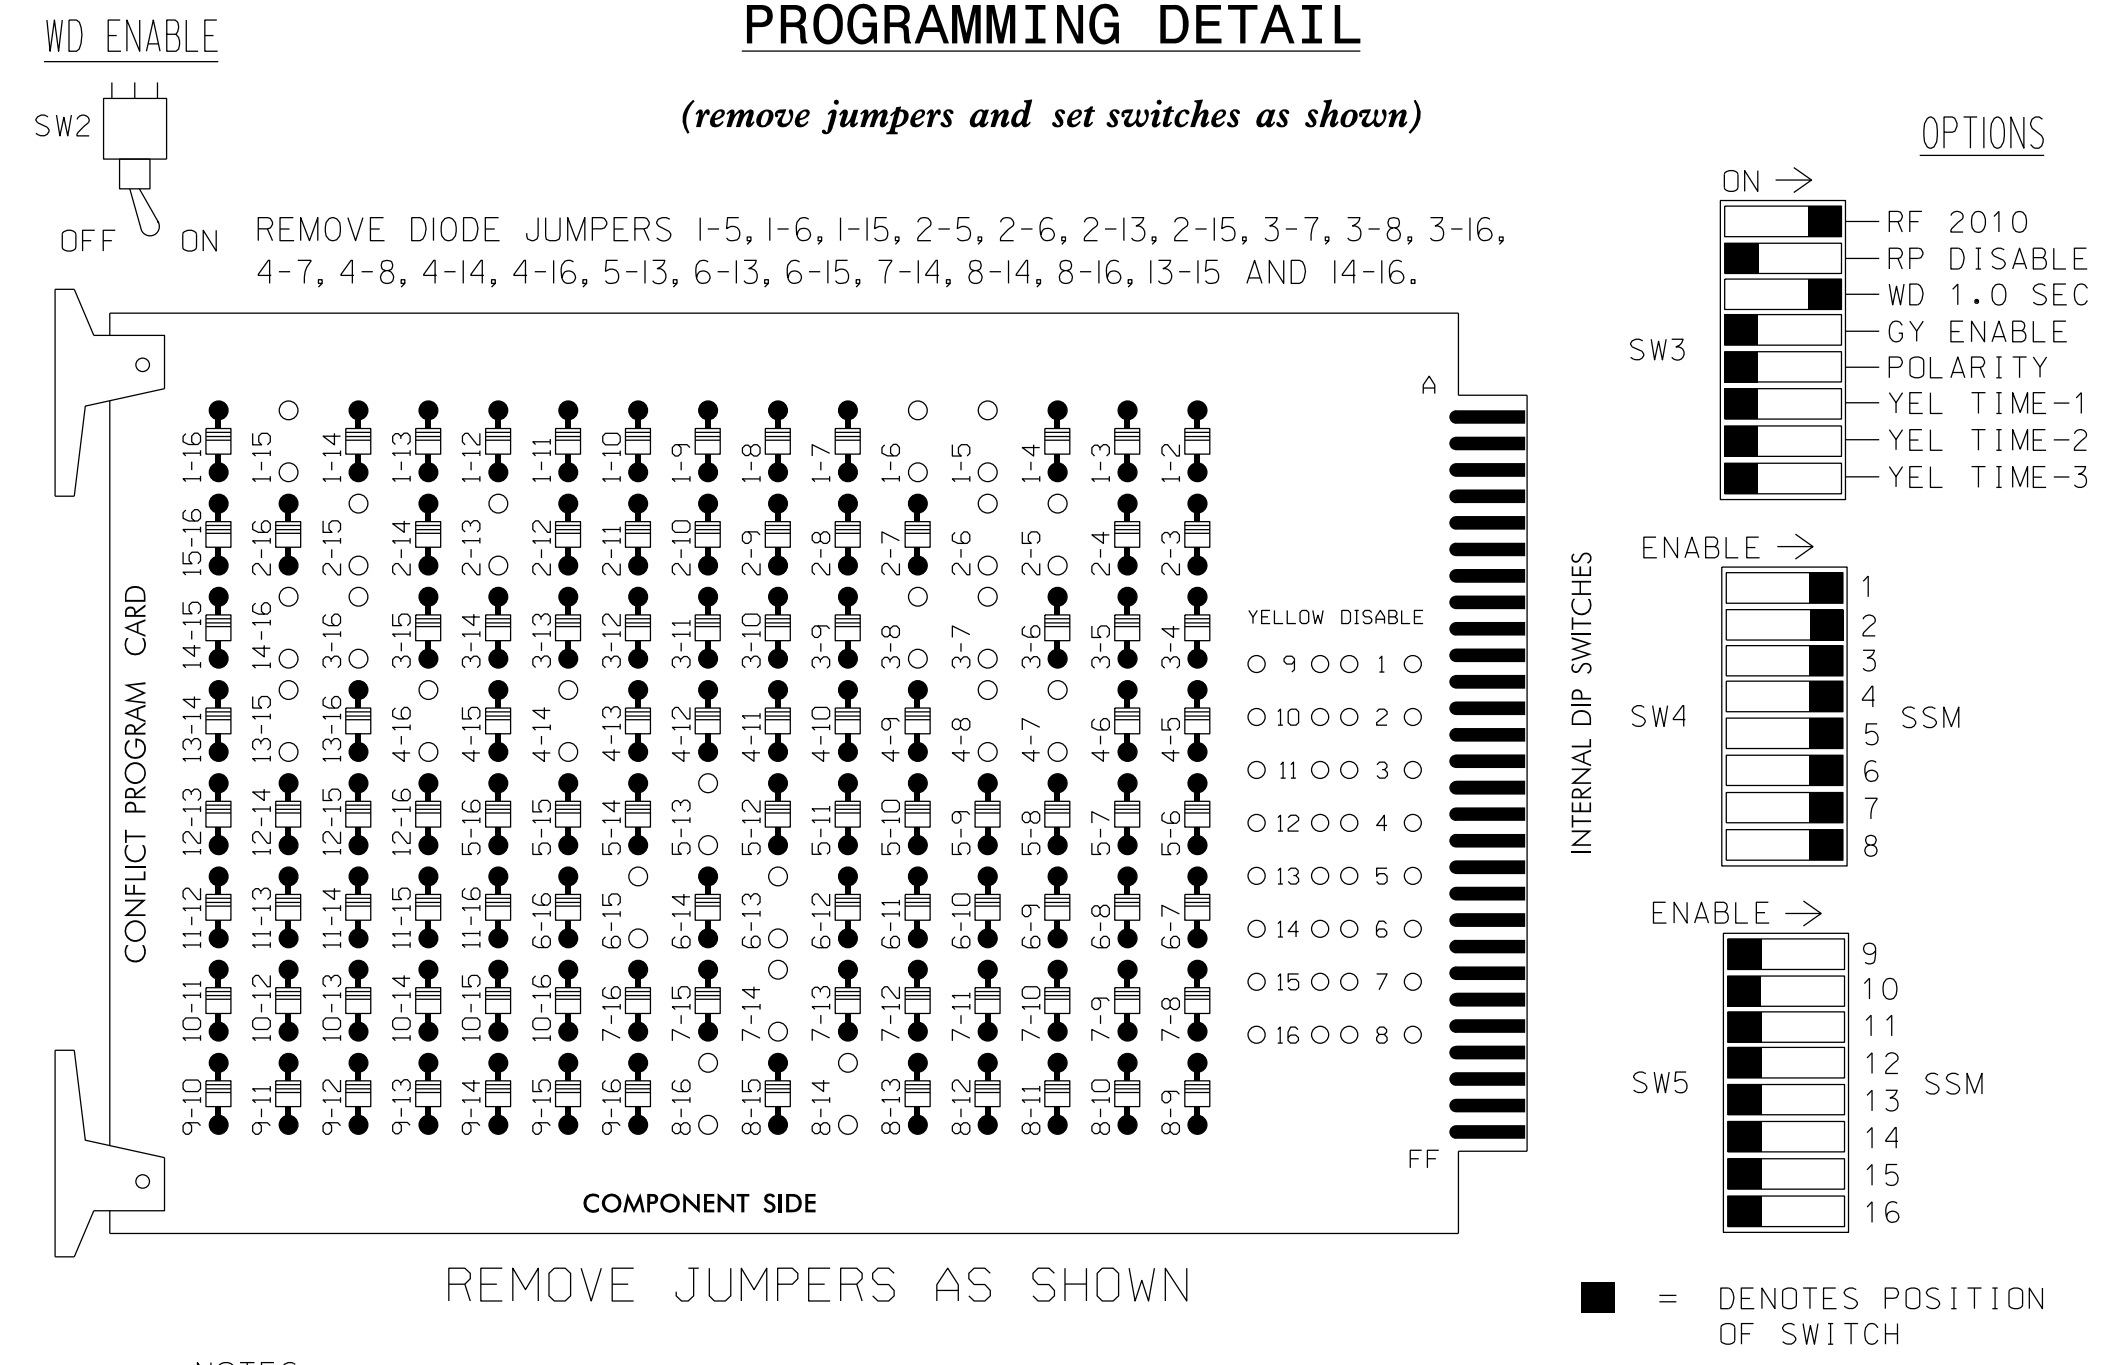 PROGRAMMING DETAIL
(remove jumpers and set switches as shown)
WD ENABLE
SW2
OFF ON
REMOVE DIODE JUMPERS 1-5, 1-6, 1-15, 2-5, 2-6, 2-13, 2-15, 3-7, 3-8, 3-16,
4-7, 4-8, 4-14, 4-16, 5-13, 6-13, 6-15, 7-14, 8-14, 8-16, 13-15 AND 14-16.
CONFLICT PROGRAM CARD
1-16 1-15 1-14 1-13 1-12 1-11 1-10 1-9 1-8 1-7 1-6 1-5 1-4 1-3 1-2
15-16 2-16 2-15 2-14 2-13 2-12 2-11 2-10 2-9 2-8 2-7 2-6 2-5 2-4 2-3
14-15 14-16 3-16 3-15 3-14 3-13 3-12 3-11 3-10 3-9 3-8 3-7 3-6 3-5 3-4
13-14 13-15 13-16 4-16 4-15 4-14 4-13 4-12 4-11 4-10 4-9 4-8 4-7 4-6 4-5
12-13 12-14 12-15 12-16 5-16 5-15 5-14 5-13 5-12 5-11 5-10 5-9 5-8 5-7 5-6
11-12 11-13 11-14 11-15 11-16 6-16 6-15 6-14 6-13 6-12 6-11 6-10 6-9 6-8 6-7
10-11 10-12 10-13 10-14 10-15 10-16 7-16 7-15 7-14 7-13 7-12 7-11 7-10 7-9 7-8
9-10 9-11 9-12 9-13 9-14 9-15 9-16 8-16 8-15 8-14 8-13 8-12 8-11 8-10 8-9
A
YELLOW DISABLE
9 1
10 2
11 3
12 4
13 5
14 6
15 7
16 8
FF
COMPONENT SIDE
REMOVE JUMPERS AS SHOWN
INTERNAL DIP SWITCHES
OPTIONS
ON →
SW3
RF 2010
RP DISABLE
WD 1.0 SEC
GY ENABLE
POLARITY
YEL TIME-1
YEL TIME-2
YEL TIME-3
ENABLE →
SW4
1
2
3
4
5
6
7
8
SSM
ENABLE →
SW5
9
10
11
12
13
14
15
16
SSM
= DENOTES POSITION
OF SWITCH
NOTES